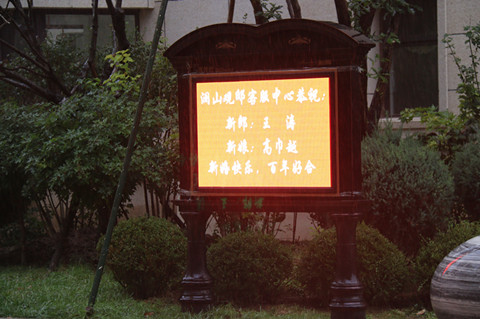 湖山观邸客服中心恭祝：
新郎：王 涛
新娘：高巾越
新婚快乐，百年好合